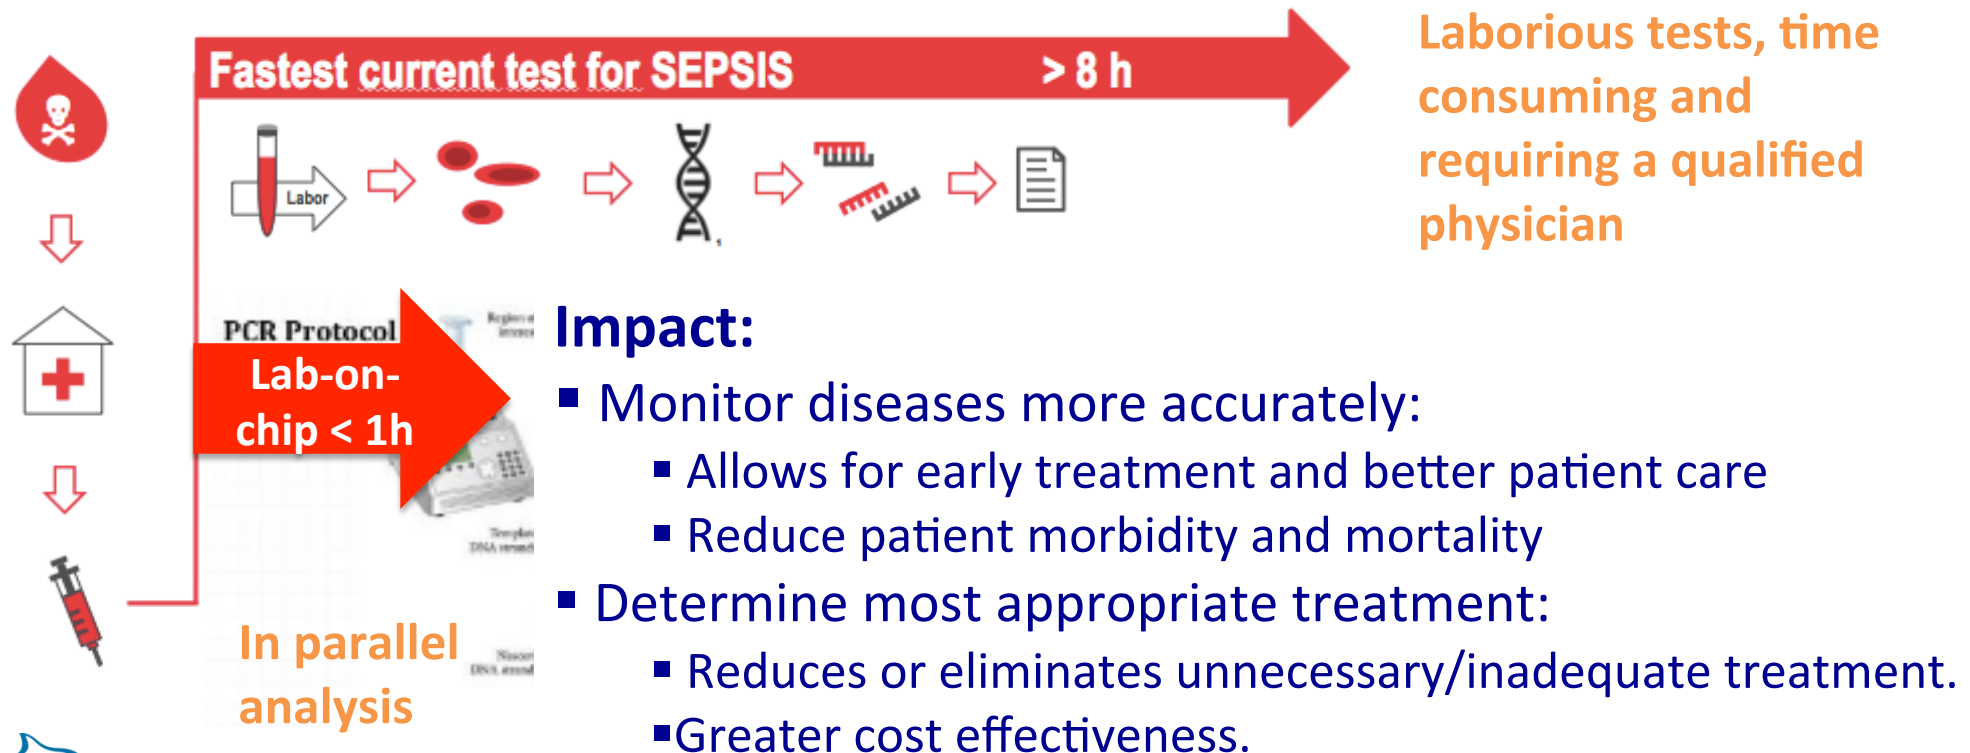 Fastest current test for SEPSIS > 8 h
Laborious tests, time
consuming and
requiring a qualified
physician
Labor
PCR Protocol
Lab-on-
chip < 1h
In parallel
analysis
Impact:
▪ Monitor diseases more accurately:
▪ Allows for early treatment and better patient care
▪ Reduce patient morbidity and mortality
▪ Determine most appropriate treatment:
▪ Reduces or eliminates unnecessary/inadequate treatment.
▪Greater cost effectiveness.